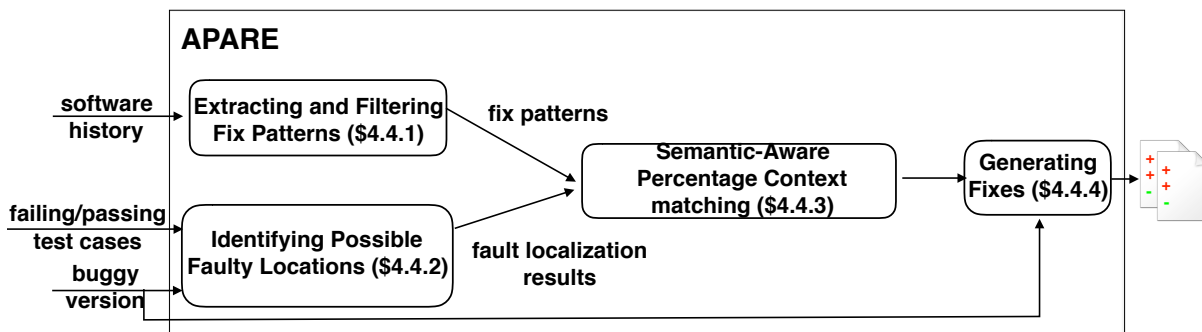 APARE
software
history
Extracting and Filtering
Fix Patterns ($4.4.1)
fix patterns
failing/passing
test cases
buggy
version
Identifying Possible
Faulty Locations ($4.4.2)
fault localization
results
Semantic-Aware
Percentage Context
matching ($4.4.3)
Generating
Fixes ($4.4.4)
+
+
-
+
+
-